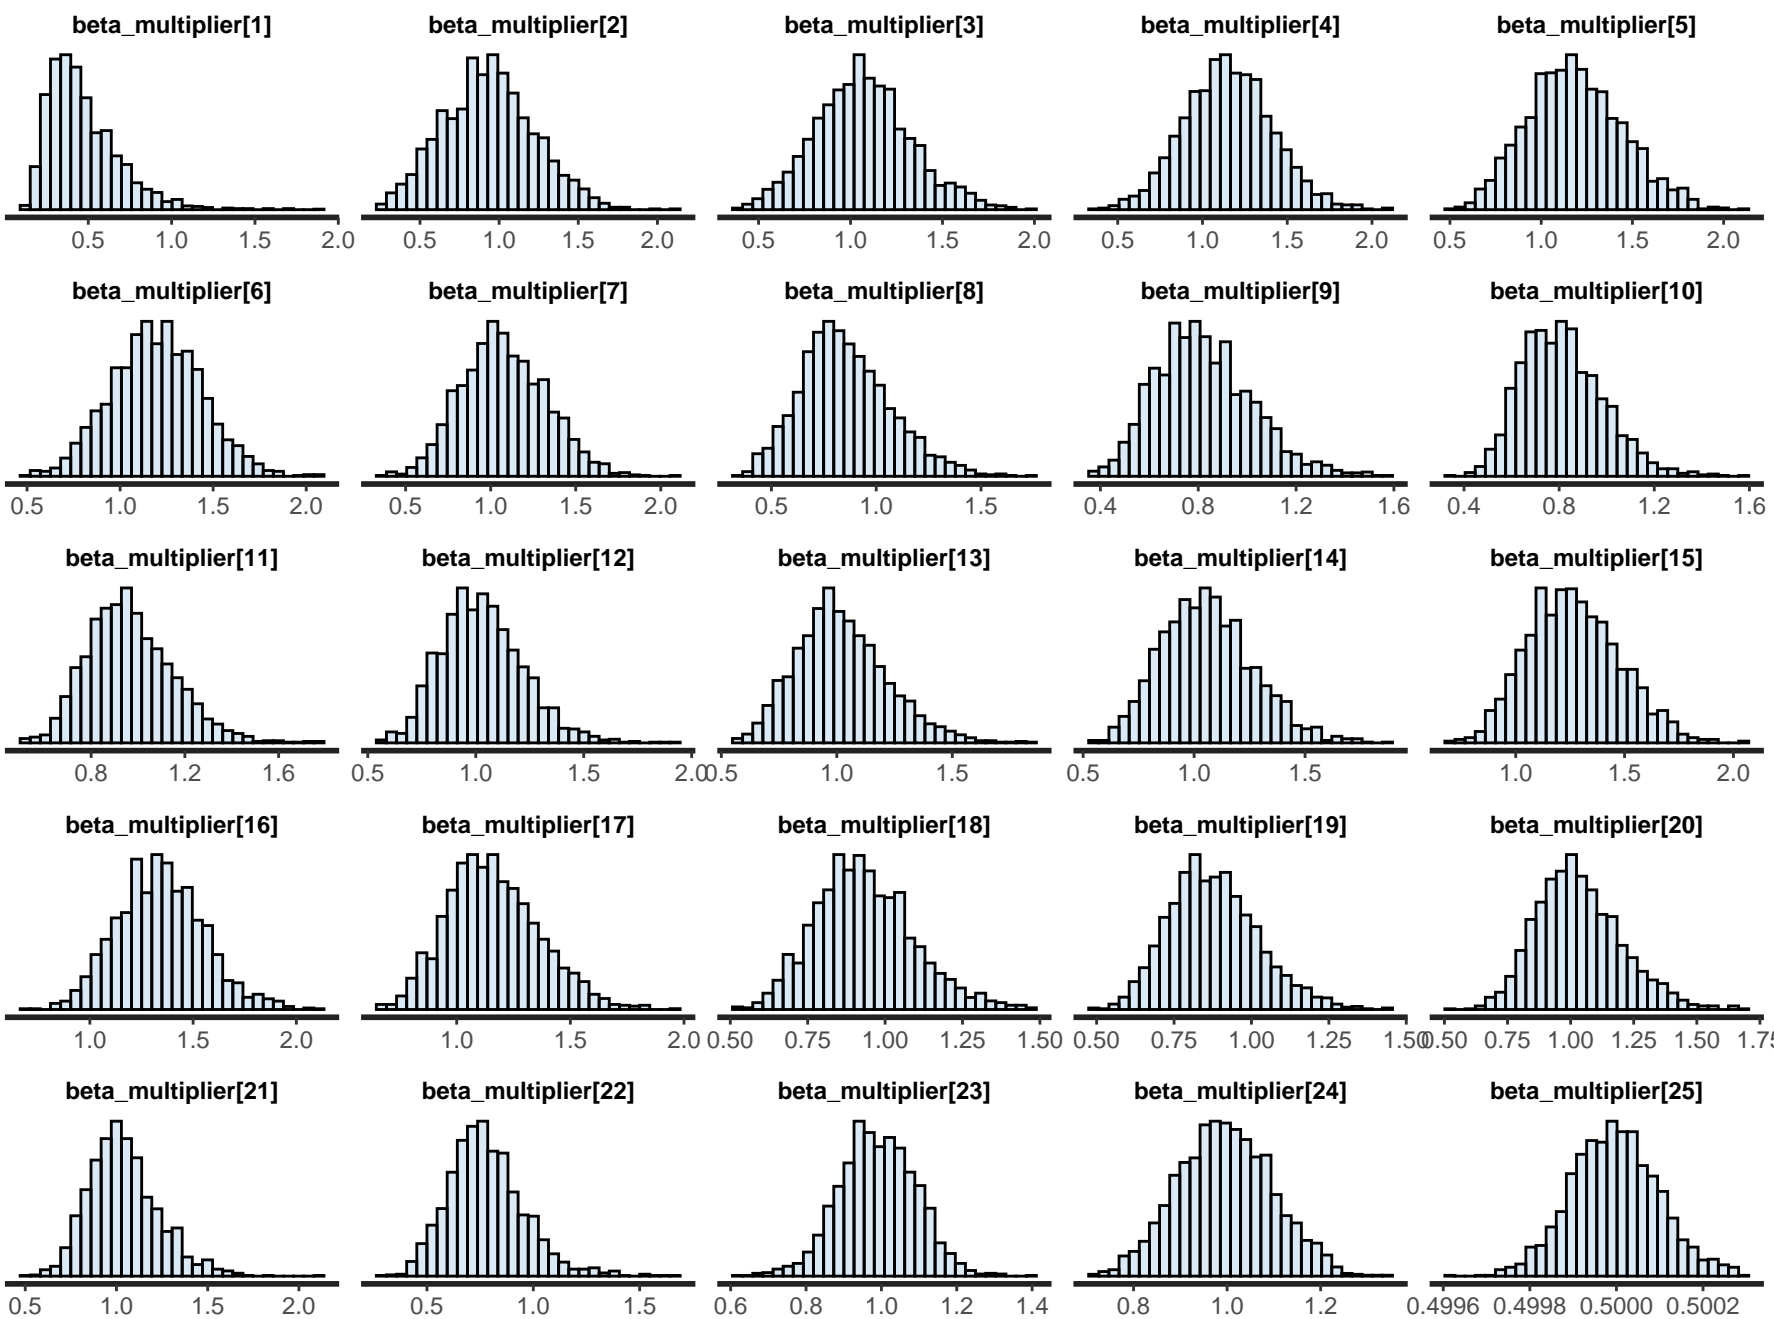 beta_multiplier[1] beta_multiplier[2] beta_multiplier[3] beta_multiplier[4] beta_multiplier[5]
0.5 1.0 1.5 2.0 0.5 1.0 1.5 2.0 0.5 1.0 1.5 2.0 0.5 1.0 1.5 2.0 0.5 1.0 1.5 2.0
beta_multiplier[6] beta_multiplier[7] beta_multiplier[8] beta_multiplier[9] beta_multiplier[10]
0.5 1.0 1.5 2.0 0.5 1.0 1.5 2.0 0.5 1.0 1.5 0.4 0.8 1.2 1.6 0.4 0.8 1.2 1.6
beta_multiplier[11] beta_multiplier[12] beta_multiplier[13] beta_multiplier[14] beta_multiplier[15]
0.8 1.2 1.6 0.5 1.0 1.5 2.0 0.5 1.0 1.5 0.5 1.0 1.5 1.0 1.5 2.0
beta_multiplier[16] beta_multiplier[17] beta_multiplier[18] beta_multiplier[19] beta_multiplier[20]
1.0 1.5 2.0 1.0 1.5 2.0 0.50 0.75 1.00 1.25 1.50 0.50 0.75 1.00 1.25 1.50 0.50 0.75 1.00 1.25 1.50 1.75
beta_multiplier[21] beta_multiplier[22] beta_multiplier[23] beta_multiplier[24] beta_multiplier[25]
0.5 1.0 1.5 2.0 0.5 1.0 1.5 0.6 0.8 1.0 1.2 1.4 0.8 1.0 1.2 0.4996 0.4998 0.5000 0.5002